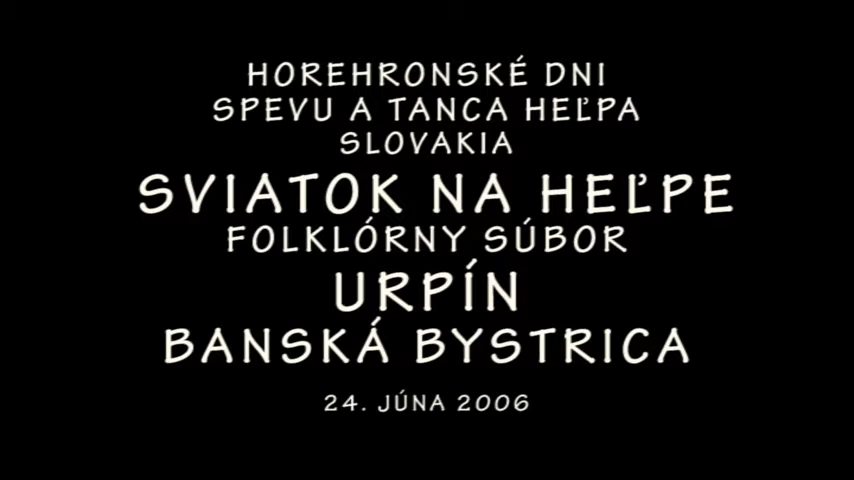 HOREHRONSKÉ DNI
SPEVU A TANCA HEĽPA
SLOVAKIA
SVIATOK NA HEĽPE
FOLKLÓRNY SÚBOR
URPÍN
BANSKÁ BYSTRICA
24. JÚNA 2006